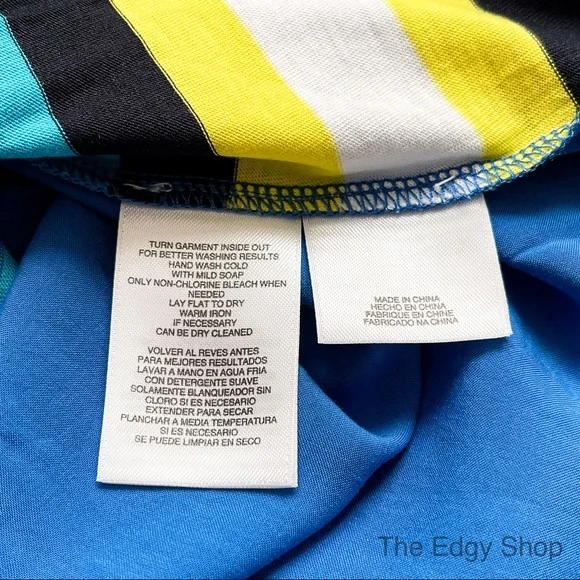 TURN GARMENT INSIDE OUT
FOR BETTER WASHING RESULTS
HAND WASH COLD
WITH MILD SOAP
ONLY NON-CHLORINE BLEACH WHEN
NEEDED
LAY FLAT TO DRY
WARM IRON
IF NECESSARY
CAN BE DRY CLEANED
VOLVER AL REVES ANTES
PARA MEJORES RESULTADOS
LAVAR A MANO EN AGUA FRIA
CON DETERGENTE SUAVE
SOLAMENTE BLANQUEADOR SIN
CLORO SI ES NECESARIO
EXTENDER PARA SECAR
PLANCHAR A MEDIA TEMPERATURA
SI ES NECESARIO
SE PUEDE LIMPIAR EN SECO
MADE IN CHINA
HECHO EN CHINA
FABRIQUE EN CHINE
FABRICADO NA CHINA
The Edgy Shop